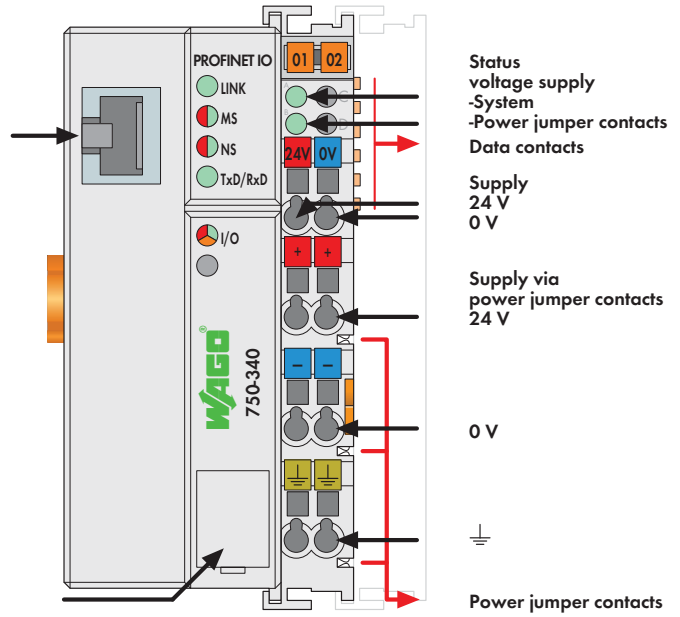 PROFINET IO
LINK
MS
NS
TxD/RxD
I/O
WAGO®
750-340
01 02
A C
B D
24V 0V
+ +
– –
Status
voltage supply
-System
-Power jumper contacts
Data contacts
Supply
24 V
0 V
Supply via
power jumper contacts
24 V
0 V
Power jumper contacts